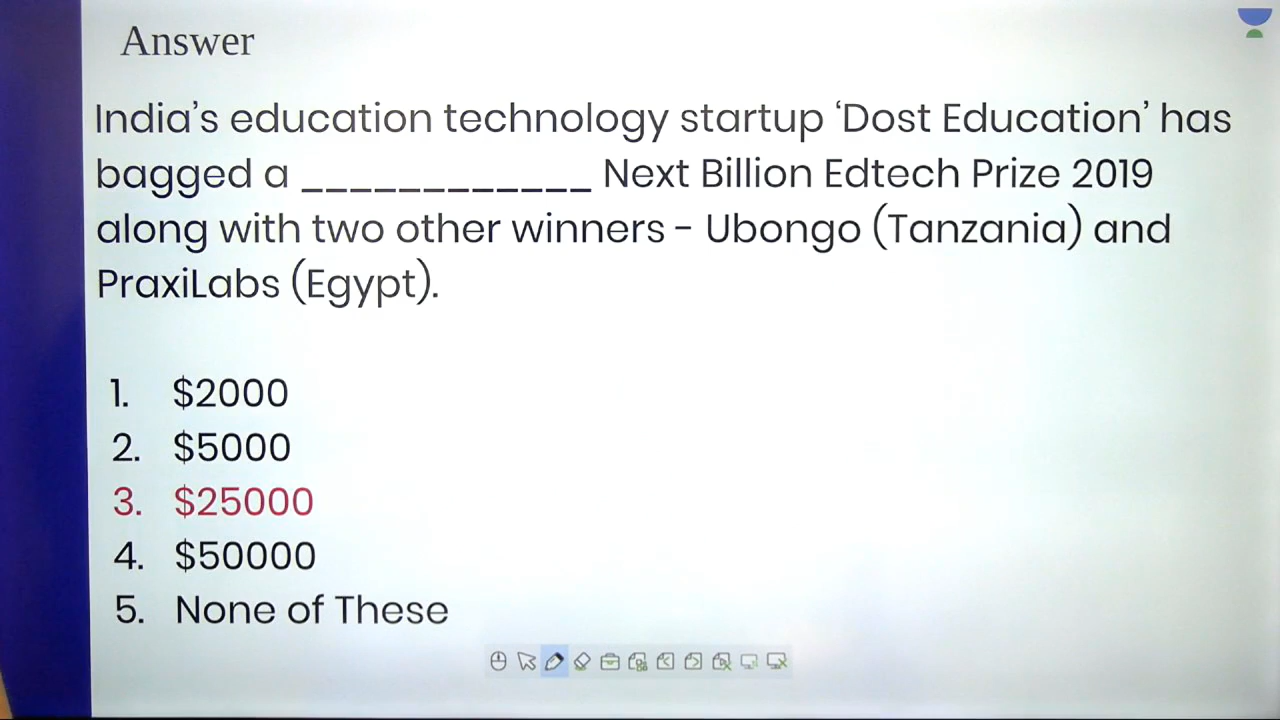 Answer
India’s education technology startup ‘Dost Education’ has
bagged a ____________ Next Billion Edtech Prize 2019
along with two other winners - Ubongo (Tanzania) and
PraxiLabs (Egypt).
1. $2000
2. $5000
3. $25000
4. $50000
5. None of These